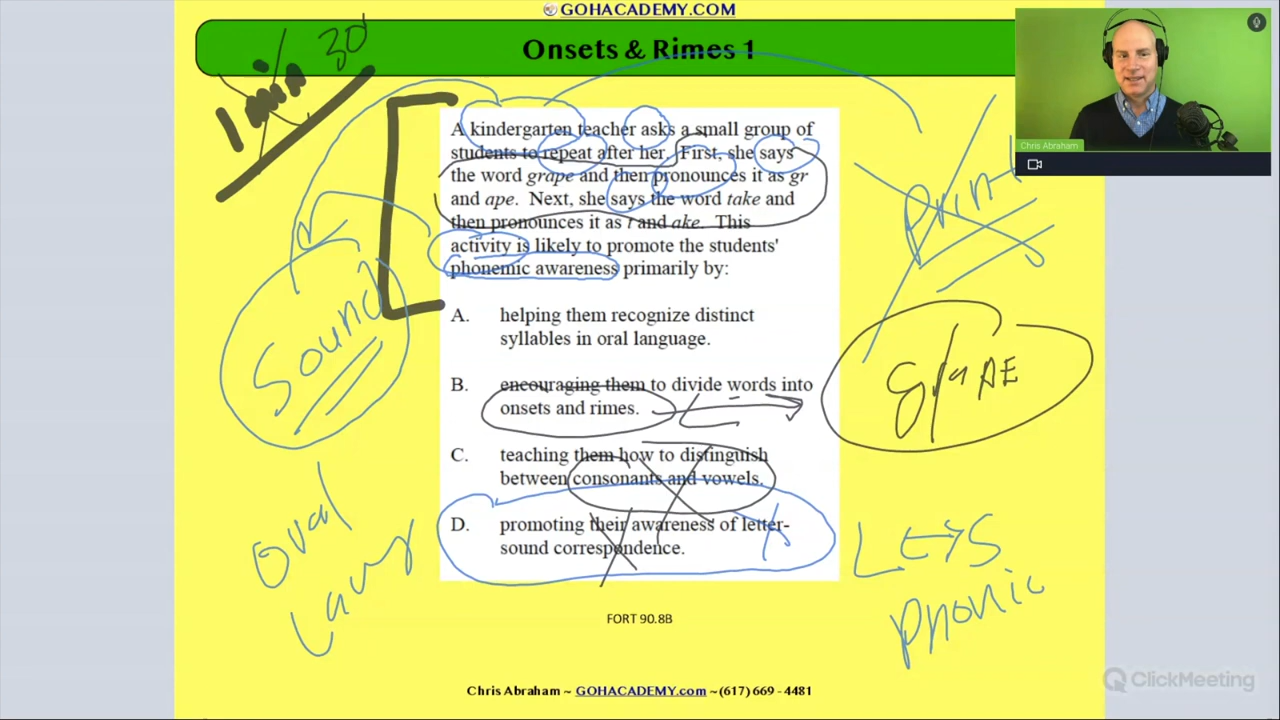 GOHACADEMY.COM
Onsets & Rimes 1
1 min 30
Chris Abraham
A kindergarten teacher asks a small group of
students to repeat after her. First, she says
the word grape and then pronounces it as gr
and ape. Next, she says the word take and
then pronounces it as t and ake. This
activity is likely to promote the students'
phonemic awareness primarily by:
Print
Sound
A. helping them recognize distinct
syllables in oral language.
B. encouraging them to divide words into
onsets and rimes.
grAPE
C. teaching them how to distinguish
between consonants and vowels.
D. promoting their awareness of letter-
sound correspondence.
oral
Lang
Phonic
FORT 90.8B
Chris Abraham ~ GOHACADEMY.com ~(617) 669 - 4481
ClickMeeting